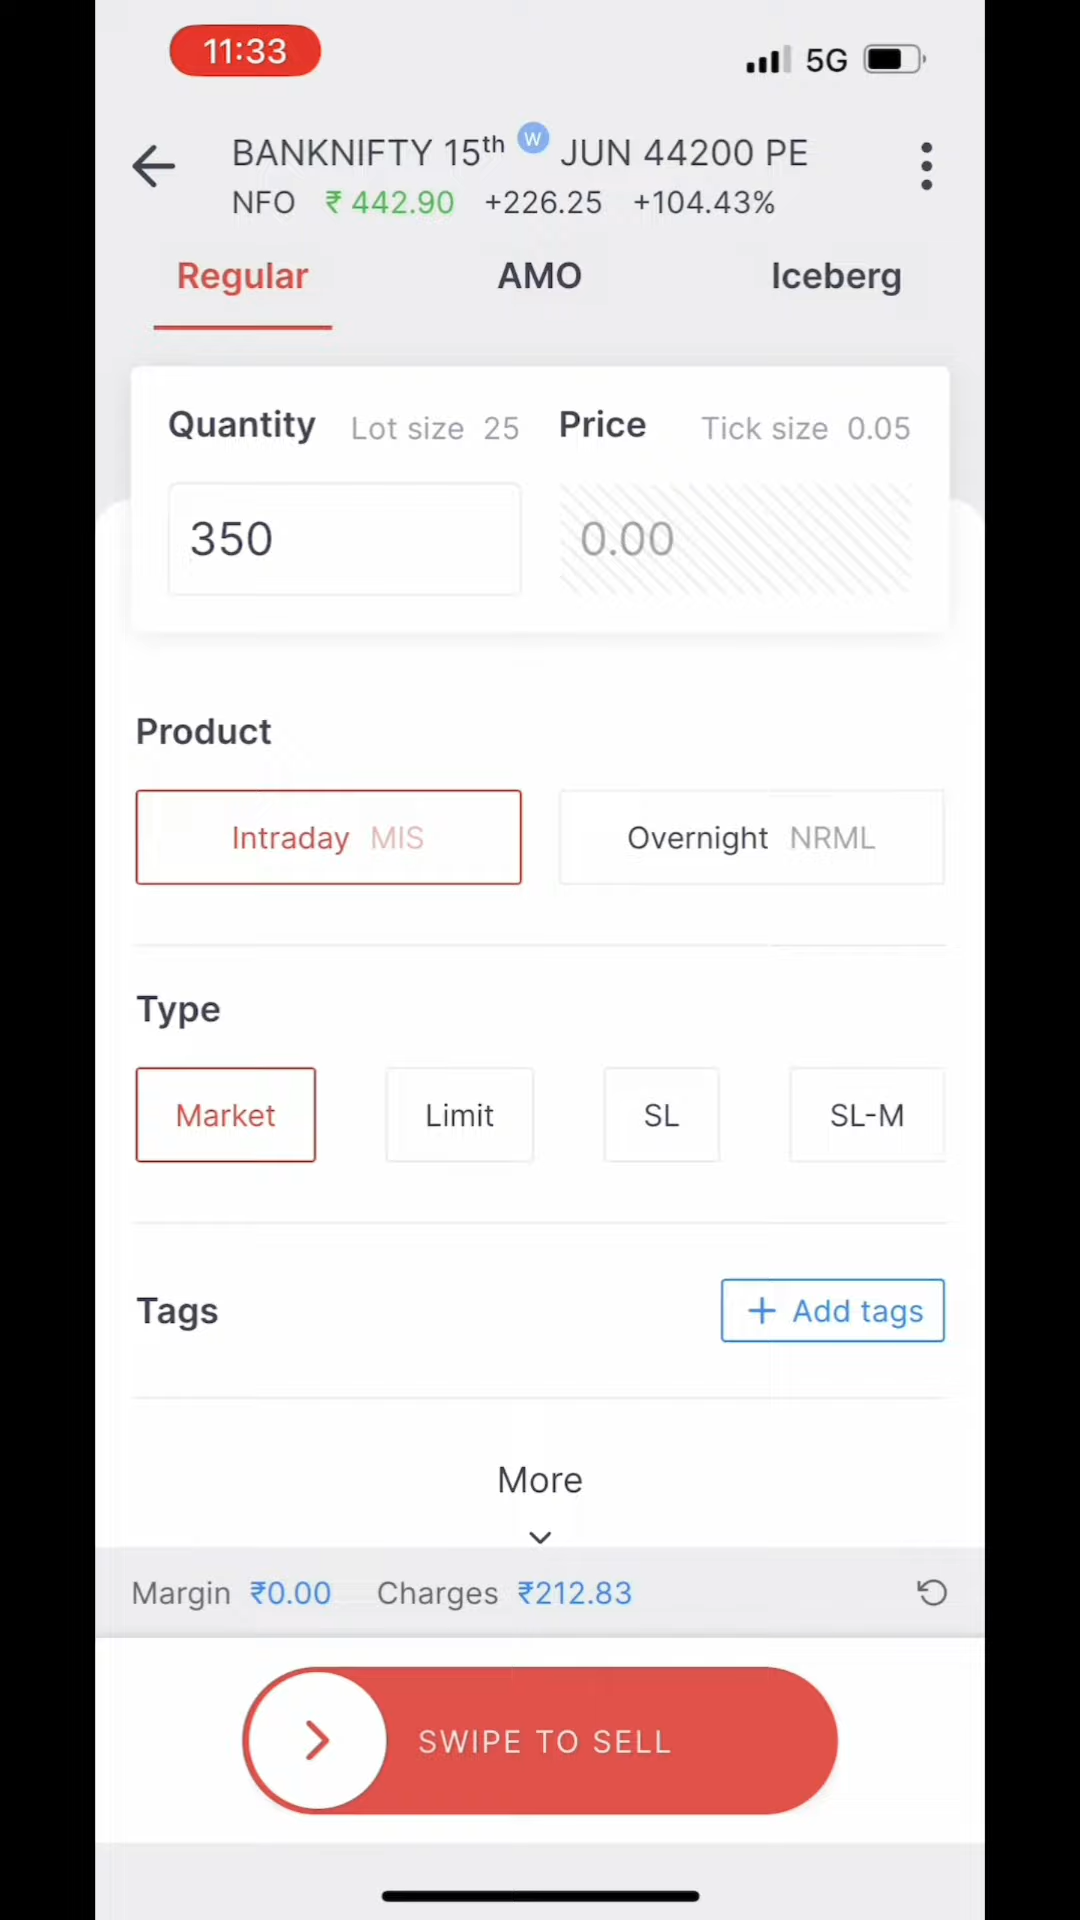 11:33 5G
BANKNIFTY 15th W JUN 44200 PE
NFO ₹ 442.90 +226.25 +104.43%
Regular AMO Iceberg
Quantity Lot size 25 Price Tick size 0.05
350 0.00
Product
Intraday MIS Overnight NRML
Type
Market Limit SL SL-M
Tags + Add tags
More
Margin ₹0.00 Charges ₹212.83
SWIPE TO SELL